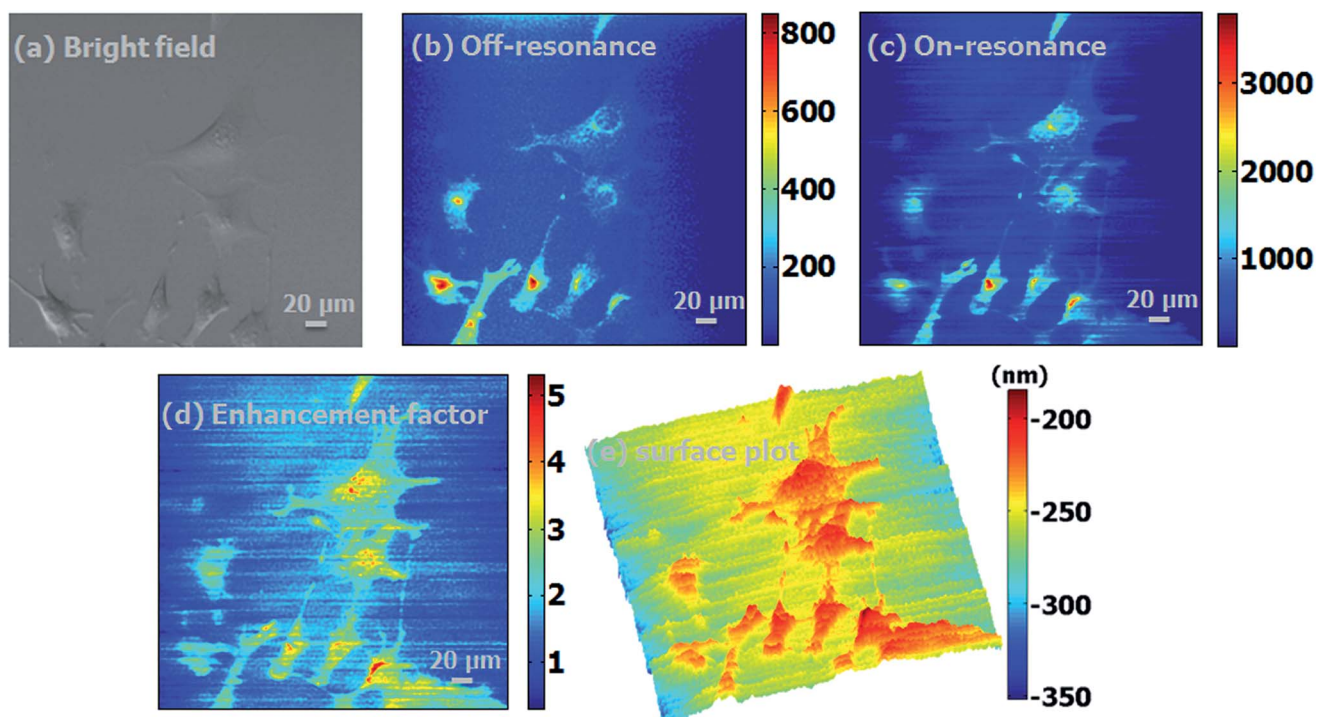 (a) Bright field
20 μm
(b) Off-resonance
20 μm
800
600
400
200
(c) On-resonance
20 μm
3000
2000
1000
(d) Enhancement factor
20 μm
5
4
3
2
1
(e) surface plot
(nm)
-200
-250
-300
-350